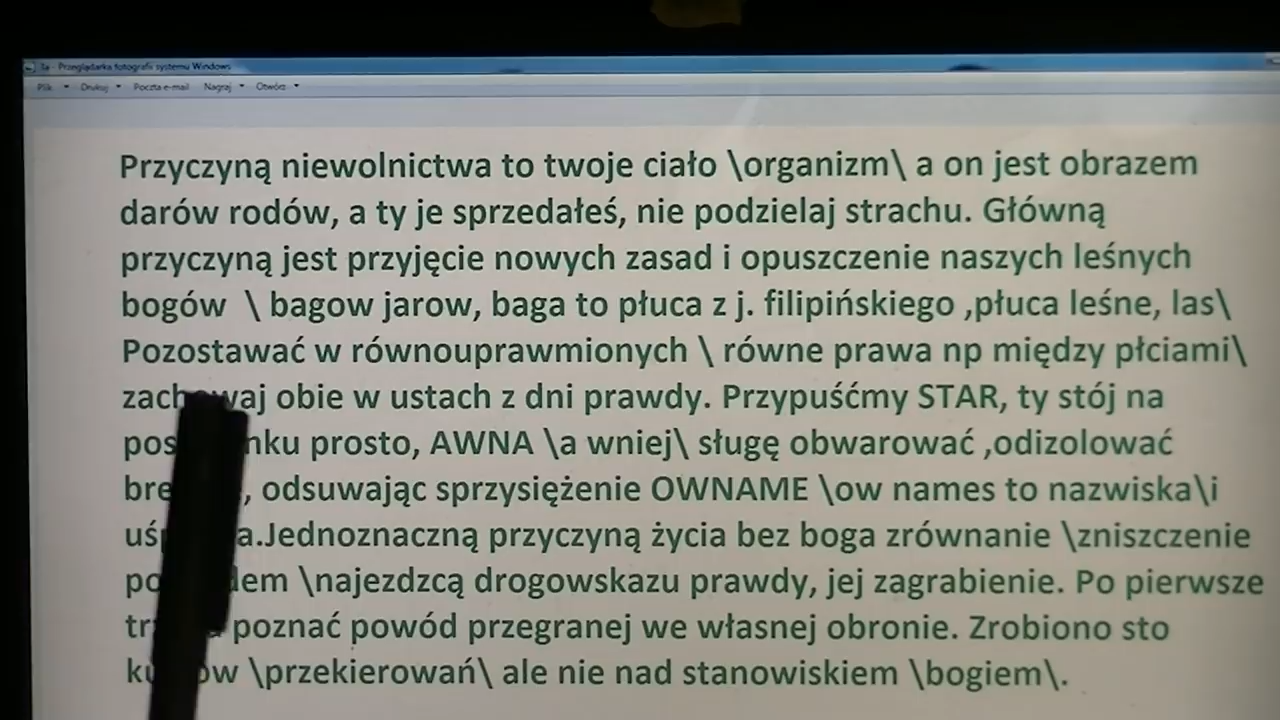 1a - Przeglądarka fotografii systemu Windows
Plik Drukuj Poczta e-mail Nagraj Otwórz
Przyczyną niewolnictwa to twoje ciało \organizm\ a on jest obrazem
darów rodów, a ty je sprzedałeś, nie podzielaj strachu. Główną
przyczyną jest przyjęcie nowych zasad i opuszczenie naszych leśnych
bogów \ bagow jarow, baga to płuca z j. filipińskiego ,płuca leśne, las\
Pozostawać w równouprawmionych \ równe prawa np między płciami\
zachowaj obie w ustach z dni prawdy. Przypuśćmy STAR, ty stój na
prosto, AWNA \a wniej\ sługę obwarować ,odizolować
odsuwając sprzysiężenie OWNAME \ow names to nazwiska\i
Jednoznaczną przyczyną życia bez boga zrównanie \zniszczenie
\najezdzcą drogowskazu prawdy, jej zagrabienie. Po pierwsze
poznać powód przegranej we własnej obronie. Zrobiono sto
\przekierowań\ ale nie nad stanowiskiem \bogiem\.